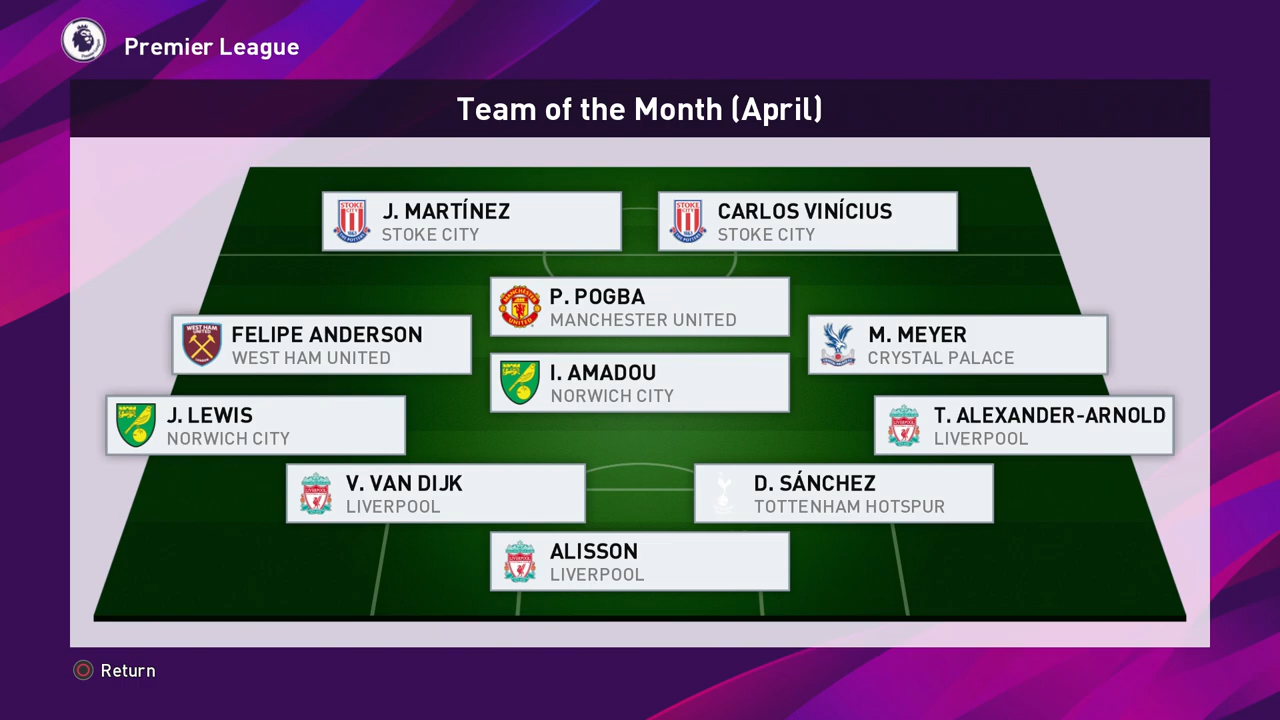 Premier League
Team of the Month (April)
J. MARTÍNEZ
STOKE CITY
CARLOS VINÍCIUS
STOKE CITY
P. POGBA
MANCHESTER UNITED
FELIPE ANDERSON
WEST HAM UNITED
M. MEYER
CRYSTAL PALACE
I. AMADOU
NORWICH CITY
J. LEWIS
NORWICH CITY
T. ALEXANDER-ARNOLD
LIVERPOOL
V. VAN DIJK
LIVERPOOL
D. SÁNCHEZ
TOTTENHAM HOTSPUR
ALISSON
LIVERPOOL
Return